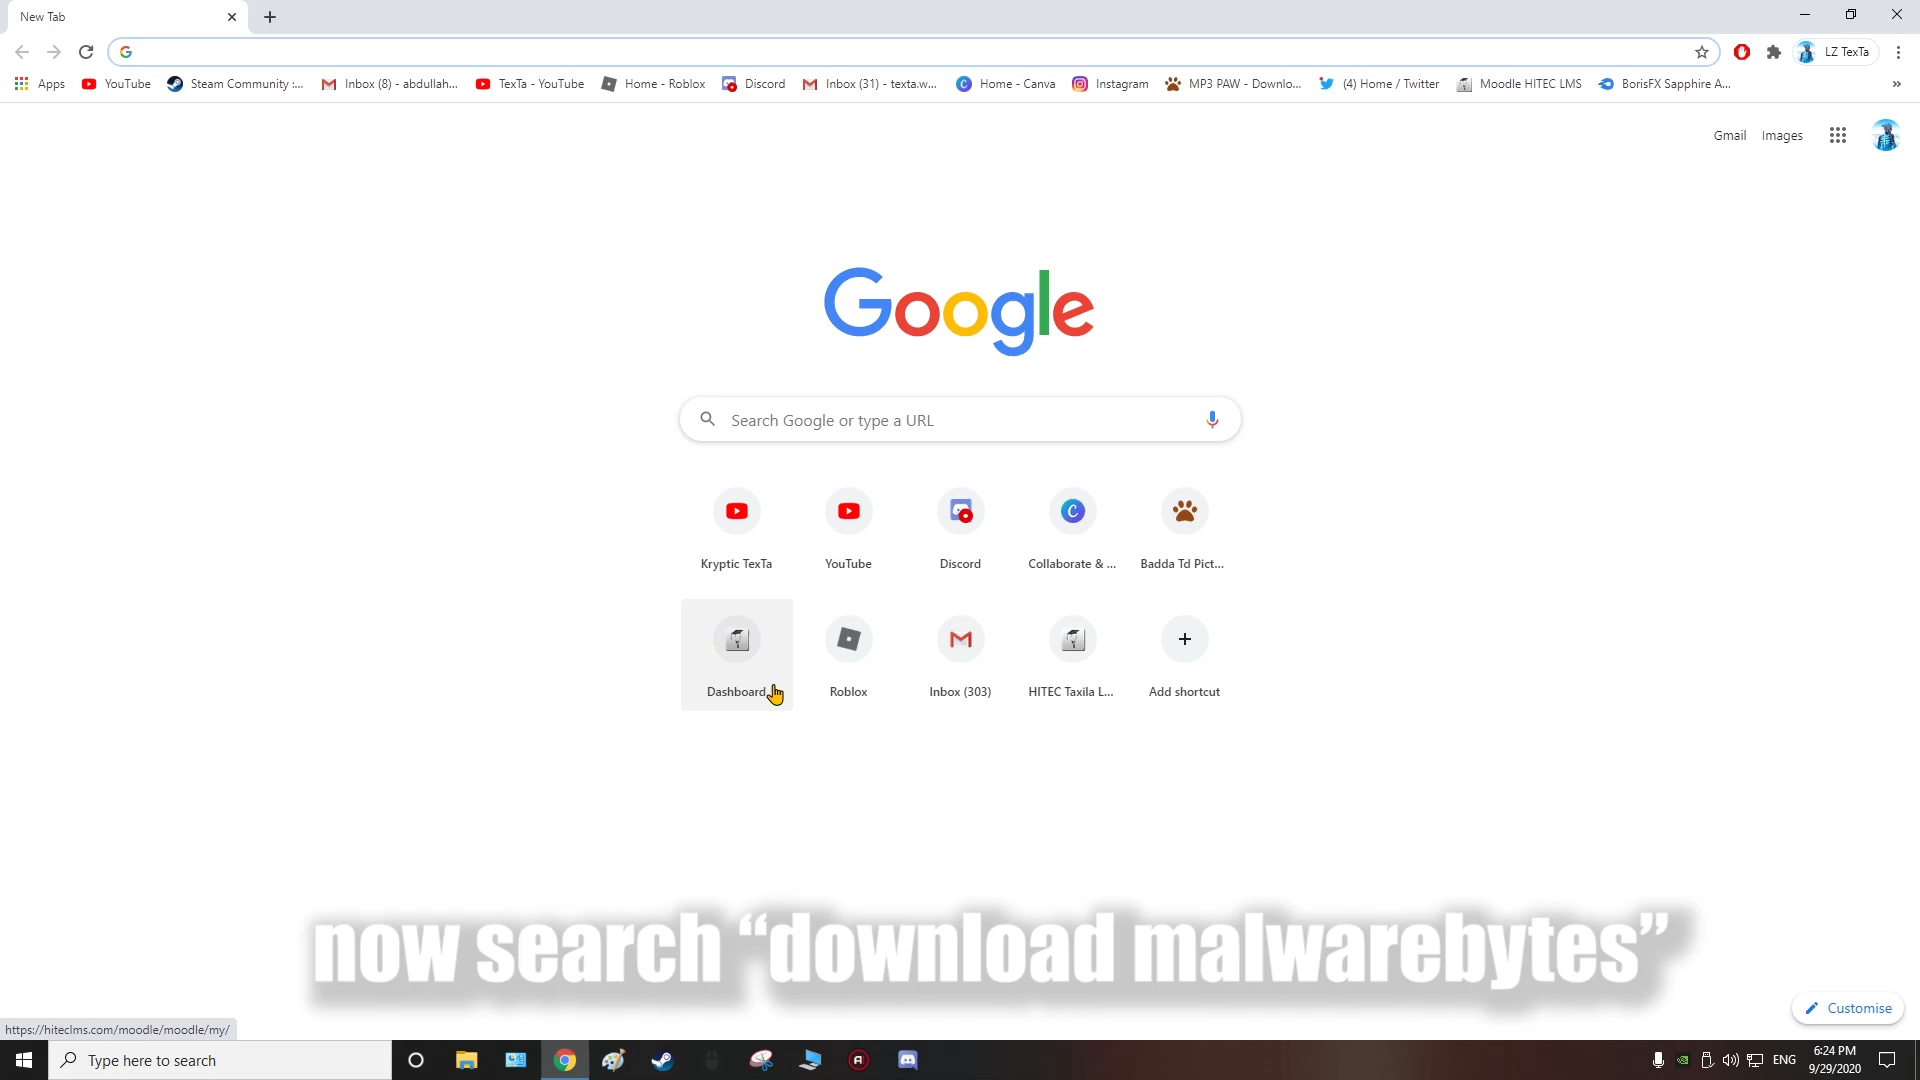 New Tab
LZ TexTa
Apps
YouTube
Steam Community :...
Inbox (8) - abdullah...
TexTa - YouTube
Home - Roblox
Discord
Inbox (31) - texta.w...
Home - Canva
Instagram
MP3 PAW - Downlo...
(4) Home / Twitter
Moodle HITEC LMS
BorisFX Sapphire A...
»
Gmail
Images
Google
Search Google or type a URL
Kryptic TexTa
YouTube
Discord
Collaborate & ...
Badda Td Pict...
Dashboard
Roblox
Inbox (303)
HITEC Taxila L...
Add shortcut
now search “download malwarebytes”
Customise
https://hiteclms.com/moodle/moodle/my/
Type here to search
ENG
6:24 PM
9/29/2020